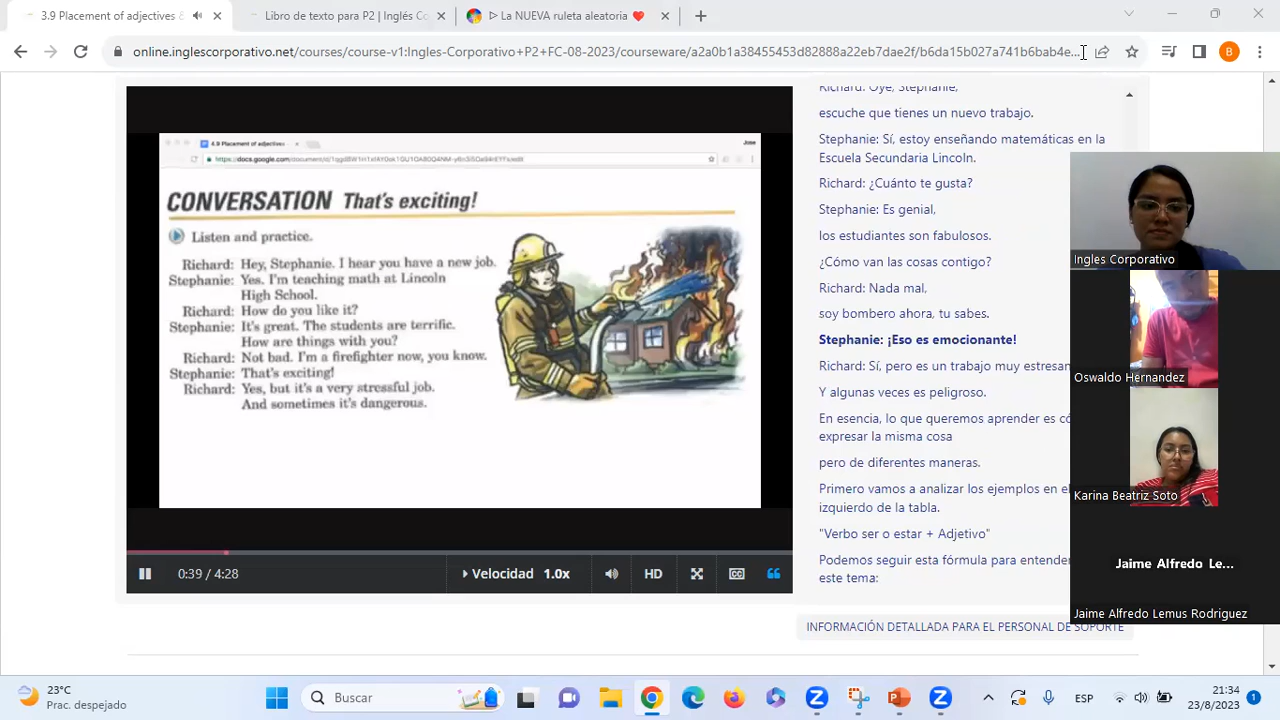 3.9 Placement of adjectives &
Libro de texto para P2 | Inglés Co
▷ La NUEVA ruleta aleatoria ❤️
online.inglescorporativo.net/courses/course-v1:Ingles-Corporativo+P2+FC-08-2023/courseware/a2a0b1a38455453d82888a22eb7dae2f/b6da15b027a741b6bab4e...
B
4.9 Placement of adjectives
Jose
CONVERSATION That's exciting!
Listen and practice.
Richard: Hey, Stephanie. I hear you have a new job.
Stephanie: Yes. I'm teaching math at Lincoln
High School.
Richard: How do you like it?
Stephanie: It's great. The students are terrific.
How are things with you?
Richard: Not bad. I'm a firefighter now, you know.
Stephanie: That's exciting!
Richard: Yes, but it's a very stressful job.
And sometimes it's dangerous.
0:39 / 4:28
Velocidad 1.0x
HD
Richard: Oye, Stephanie,
escuche que tienes un nuevo trabajo.
Stephanie: Sí, estoy enseñando matemáticas en la
Escuela Secundaria Lincoln.
Richard: ¿Cuánto te gusta?
Stephanie: Es genial,
los estudiantes son fabulosos.
¿Cómo van las cosas contigo?
Richard: Nada mal,
soy bombero ahora, tu sabes.
Stephanie: ¡Eso es emocionante!
Richard: Sí, pero es un trabajo muy estresan
Y algunas veces es peligroso.
En esencia, lo que queremos aprender es có
expresar la misma cosa
pero de diferentes maneras.
Primero vamos a analizar los ejemplos en el
izquierdo de la tabla.
"Verbo ser o estar + Adjetivo"
Podemos seguir esta fórmula para entender
este tema:
INFORMACIÓN DETALLADA PARA EL PERSONAL DE SOPORTE
Ingles Corporativo
Oswaldo Hernandez
Karina Beatriz Soto
Jaime Alfredo Le...
Jaime Alfredo Lemus Rodriguez
23°C
Prac. despejado
Buscar
ESP
21:34
23/8/2023
1